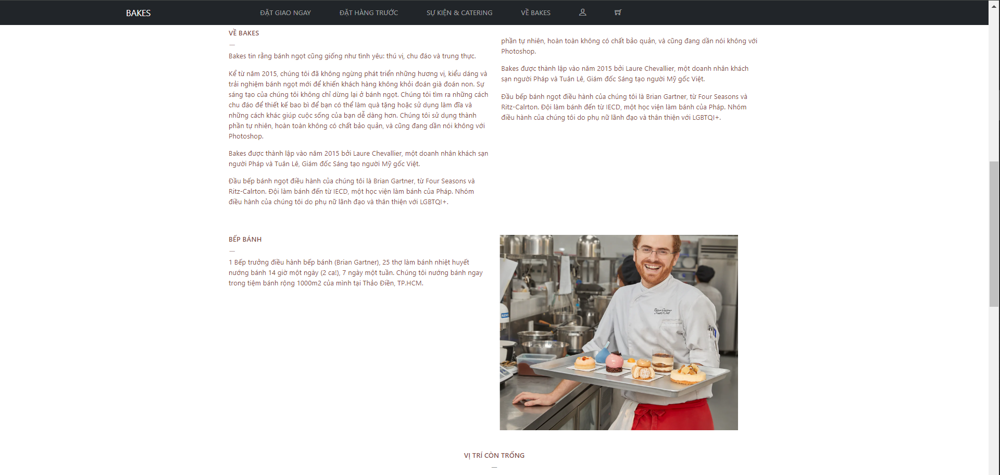 BAKES
ĐẶT GIAO NGAY
ĐẶT HÀNG TRƯỚC
SỰ KIỆN & CATERING
VỀ BAKES
VỀ BAKES
—
Bakes tin rằng bánh ngọt cũng giống như tình yêu: thú vị, chu đáo và trung thực.
Kể từ năm 2015, chúng tôi đã không ngừng phát triển những hương vị, kiểu dáng và
trải nghiệm bánh ngọt mới để khiến khách hàng không khỏi đoán già đoán non. Sự
sáng tạo của chúng tôi không chỉ dừng lại ở bánh ngọt. Chúng tôi tìm ra những cách
chu đáo để thiết kế bao bì để bạn có thể làm quà tặng hoặc sử dụng làm đĩa và
những cách khác giúp cuộc sống của bạn dễ dàng hơn. Chúng tôi sử dụng thành
phần tự nhiên, hoàn toàn không có chất bảo quản, và cũng đang dần nói không với
Photoshop.
Bakes được thành lập vào năm 2015 bởi Laure Chevallier, một doanh nhân khách sạn
người Pháp và Tuân Lê, Giám đốc Sáng tạo người Mỹ gốc Việt.
Đầu bếp bánh ngọt điều hành của chúng tôi là Brian Gartner, từ Four Seasons và
Ritz-Calrton. Đội làm bánh đến từ IECD, một học viện làm bánh của Pháp. Nhóm
điều hành của chúng tôi do phụ nữ lãnh đạo và thân thiện với LGBTQI+.
phần tự nhiên, hoàn toàn không có chất bảo quản, và cũng đang dần nói không với
Photoshop.
Bakes được thành lập vào năm 2015 bởi Laure Chevallier, một doanh nhân khách
sạn người Pháp và Tuân Lê, Giám đốc Sáng tạo người Mỹ gốc Việt.
Đầu bếp bánh ngọt điều hành của chúng tôi là Brian Gartner, từ Four Seasons và
Ritz-Calrton. Đội làm bánh đến từ IECD, một học viện làm bánh của Pháp. Nhóm
điều hành của chúng tôi do phụ nữ lãnh đạo và thân thiện với LGBTQI+.
BẾP BÁNH
—
1 Bếp trưởng điều hành bếp bánh (Brian Gartner), 25 thợ làm bánh nhiệt huyết
nướng bánh 14 giờ một ngày (2 ca!), 7 ngày một tuần. Chúng tôi nướng bánh ngay
trong tiệm bánh rộng 1000m2 của mình tại Thảo Điền, TP.HCM.
Brian Gartner
Pastry Chef
VỊ TRÍ CÒN TRỐNG
—